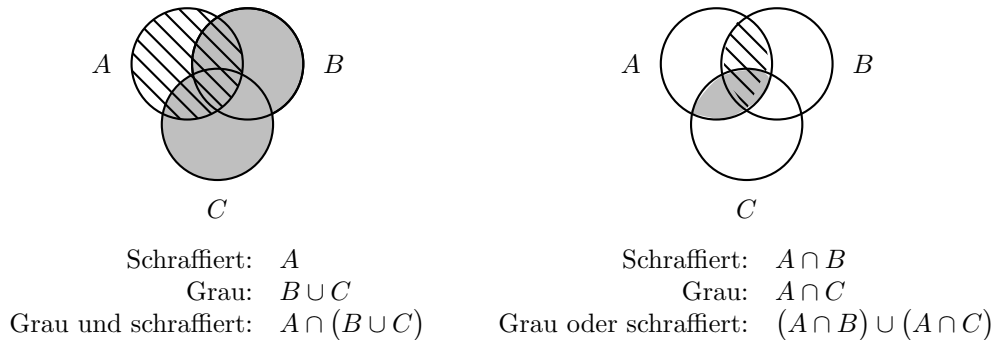 A B
C
Schraffiert: A
Grau: B ∪ C
Grau und schraffiert: A ∩ (B ∪ C)
A B
C
Schraffiert: A ∩ B
Grau: A ∩ C
Grau oder schraffiert: (A ∩ B) ∪ (A ∩ C)